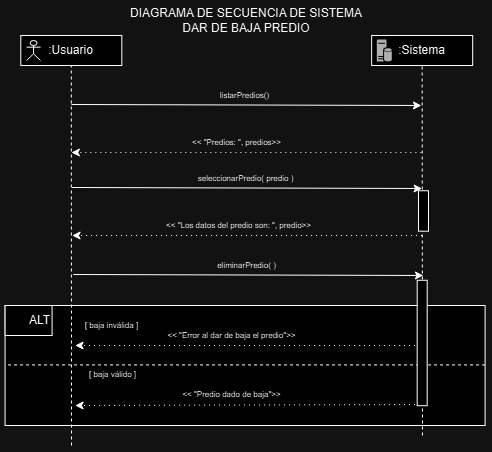 DIAGRAMA DE SECUENCIA DE SISTEMA
DAR DE BAJA PREDIO
:Usuario
:Sistema
listarPredios()
<< "Predios: ", predios>>
seleccionarPredio( predio )
<< "Los datos del predio son: ", predio>>
eliminarPredio( )
ALT
[ baja inválida ]
<< "Error al dar de baja el predio">>
[ baja válido ]
<< "Predio dado de baja">>